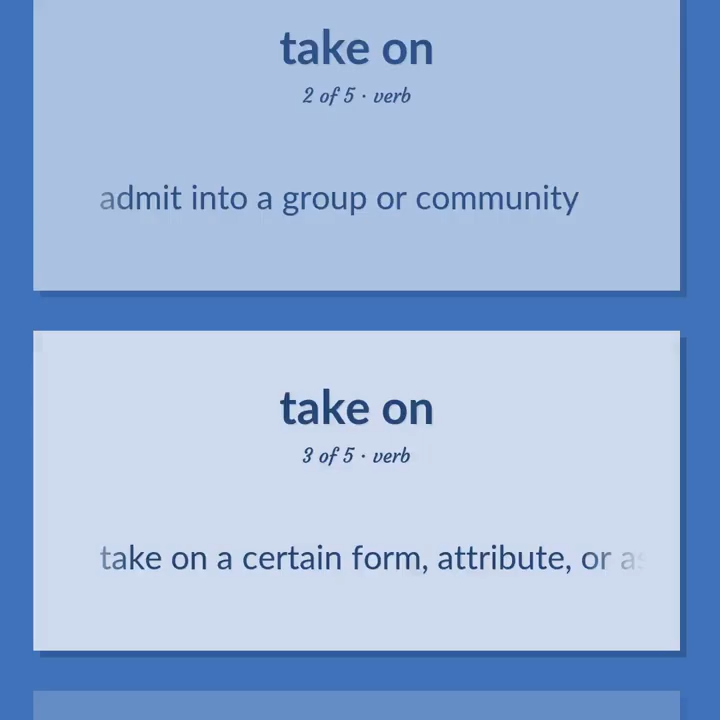 take on
2 of 5 · verb
admit into a group or community
take on
3 of 5 · verb
take on a certain form, attribute, or